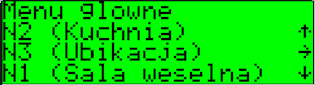 Menu glowne
N2 (Kuchnia) ↑
N3 (Ubikacja) →
N1 (Sala weselna) ↓